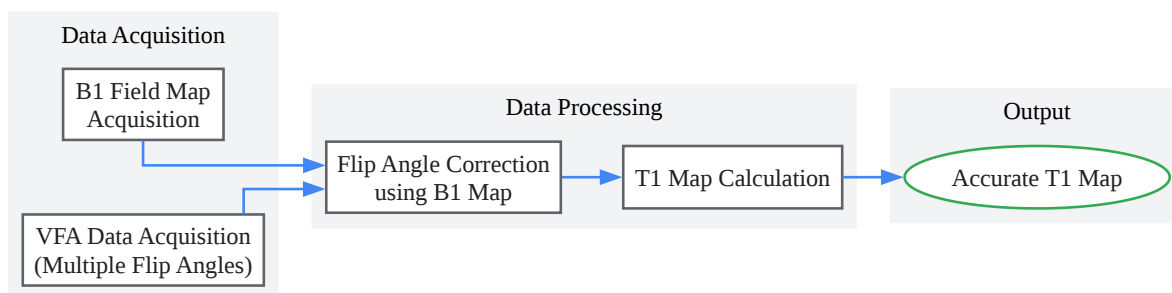 Data Acquisition
B1 Field Map
Acquisition
VFA Data Acquisition
(Multiple Flip Angles)
Data Processing
Flip Angle Correction
using B1 Map
T1 Map Calculation
Output
Accurate T1 Map